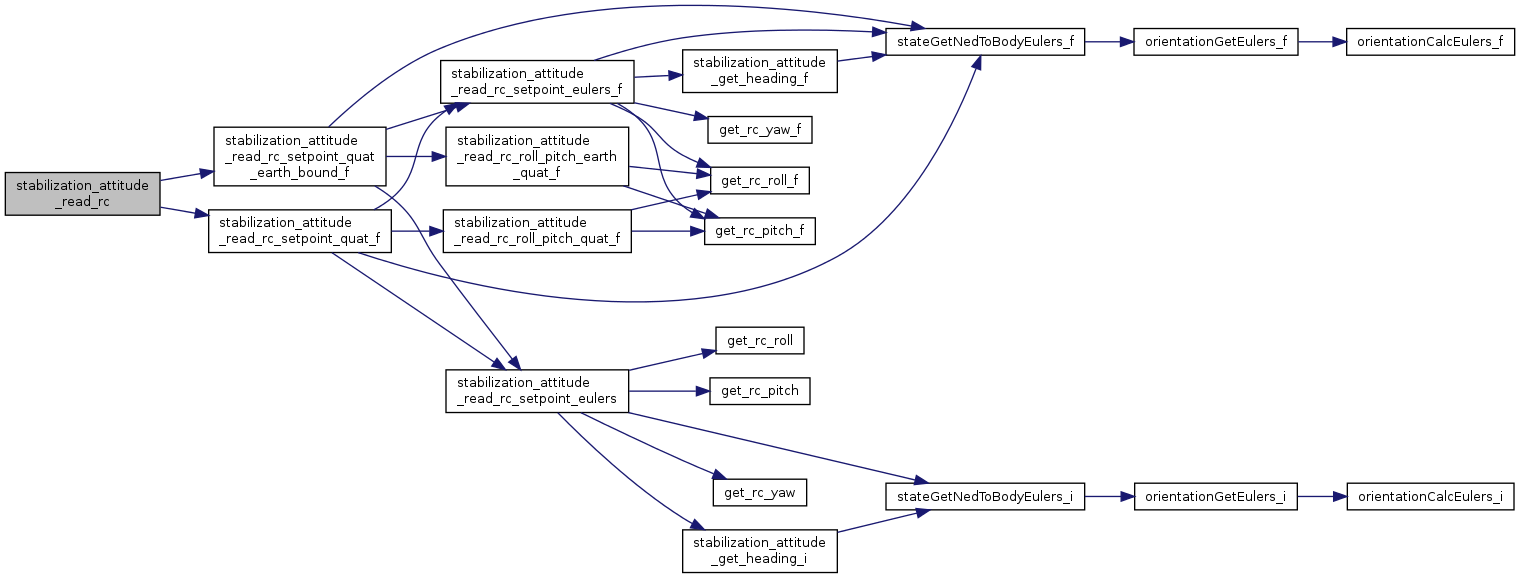 stabilization_attitude
_read_rc
stabilization_attitude
_read_rc_setpoint_quat
_earth_bound_f
stabilization_attitude
_read_rc_setpoint_quat_f
stabilization_attitude
_read_rc_setpoint_eulers_f
stabilization_attitude
_read_rc_roll_pitch_earth
_quat_f
stabilization_attitude
_read_rc_roll_pitch_quat_f
stabilization_attitude
_read_rc_setpoint_eulers
stabilization_attitude
_get_heading_f
get_rc_yaw_f
get_rc_roll_f
get_rc_pitch_f
get_rc_roll
get_rc_pitch
get_rc_yaw
stabilization_attitude
_get_heading_i
stateGetNedToBodyEulers_f
orientationGetEulers_f
orientationCalcEulers_f
stateGetNedToBodyEulers_i
orientationGetEulers_i
orientationCalcEulers_i